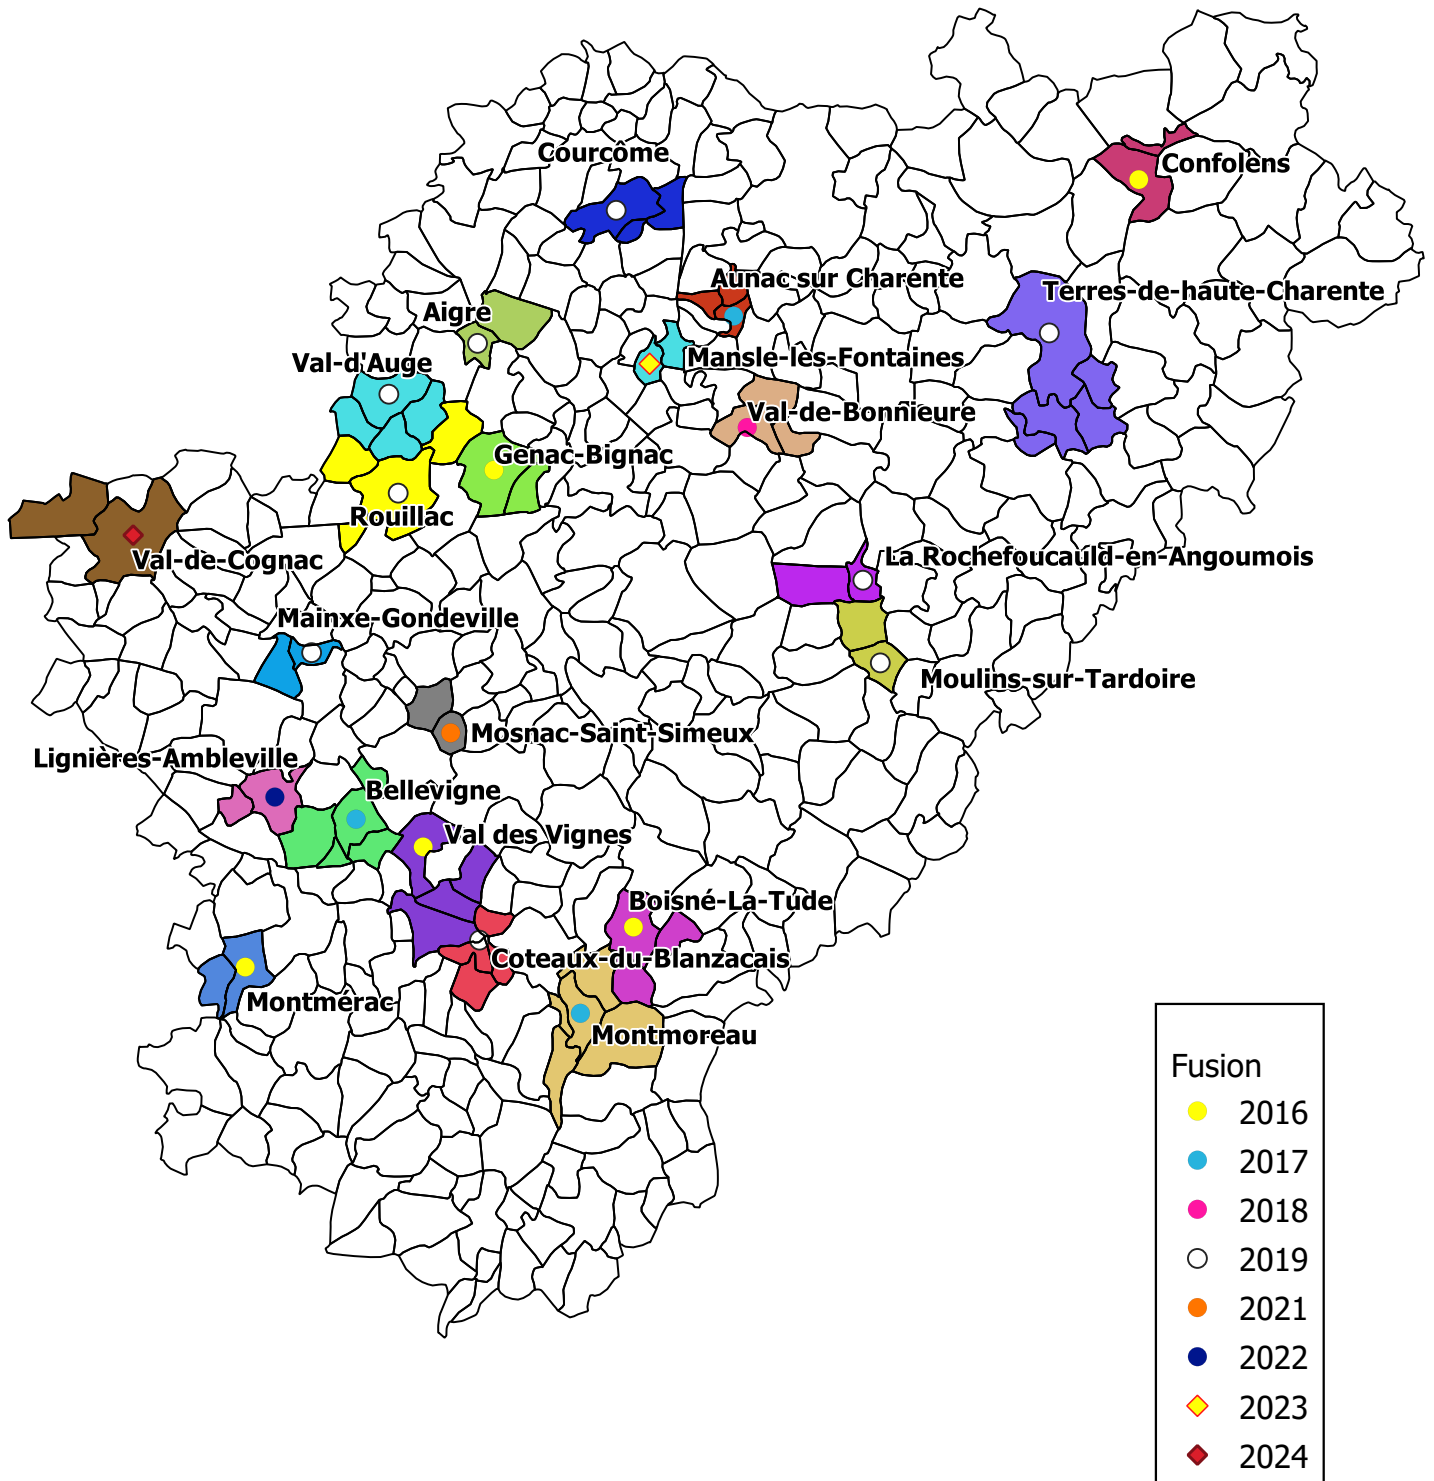 Courcôme
Confolens
Aunac sur Charente
Terres-de-haute-Charente
Aigre
Mansle-les-Fontaines
Val-d'Auge
Val-de-Bonnieure
Genac-Bignac
Rouillac
Val-de-Cognac
La Rochefoucauld-en-Angoumois
Mainxe-Gondeville
Moulins-sur-Tardoire
Mosnac-Saint-Simeux
Lignières-Ambleville
Bellevigne
Val des Vignes
Boisné-La-Tude
Coteaux-du-Blanzacais
Montmérac
Montmoreau
Fusion
2016
2017
2018
2019
2021
2022
2023
2024